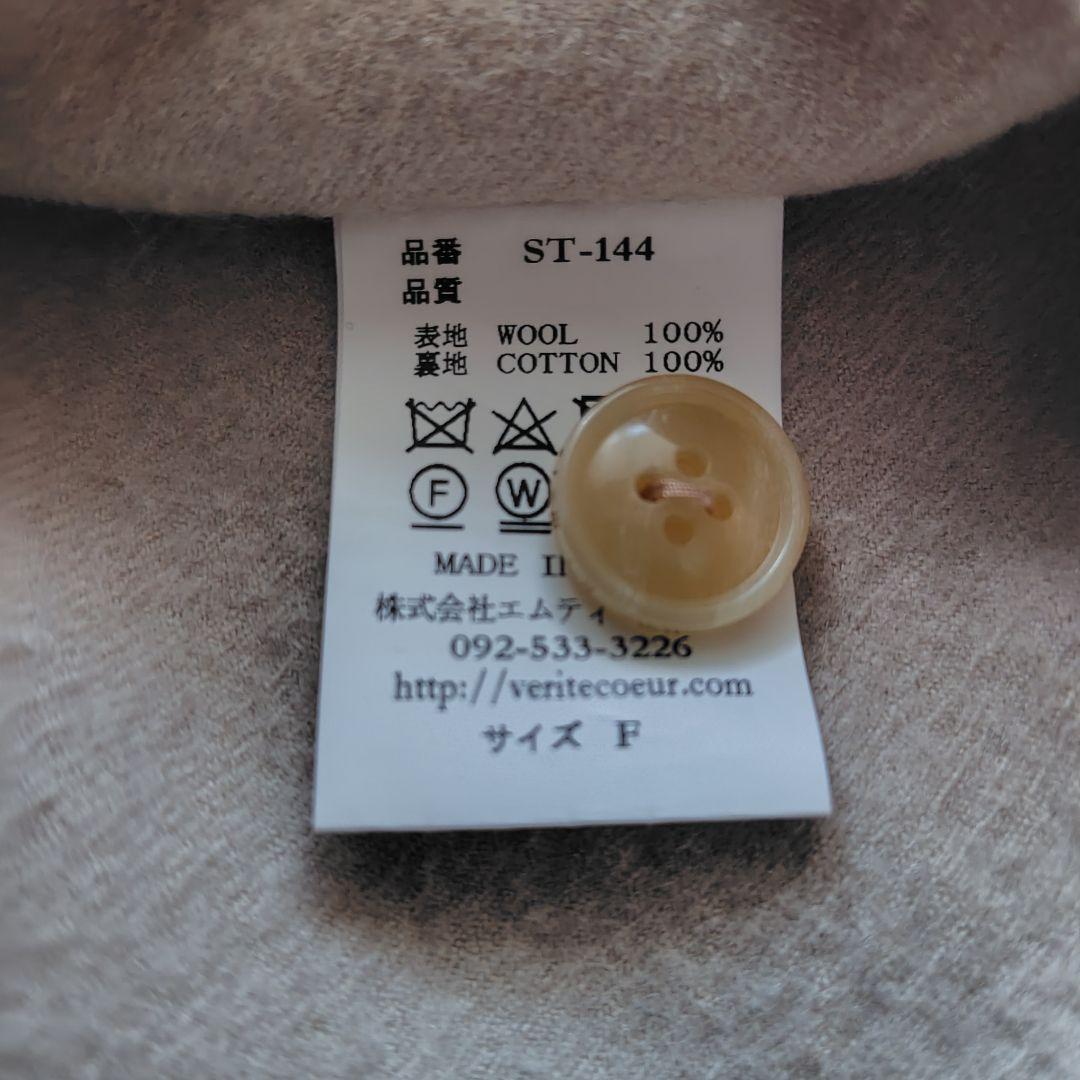 品番 ST-144
品質
表地 WOOL 100%
裏地 COTTON 100%
F W
MADE
株式会社エムティ
092-533-3226
http://veritecoeur.com
サイズ F